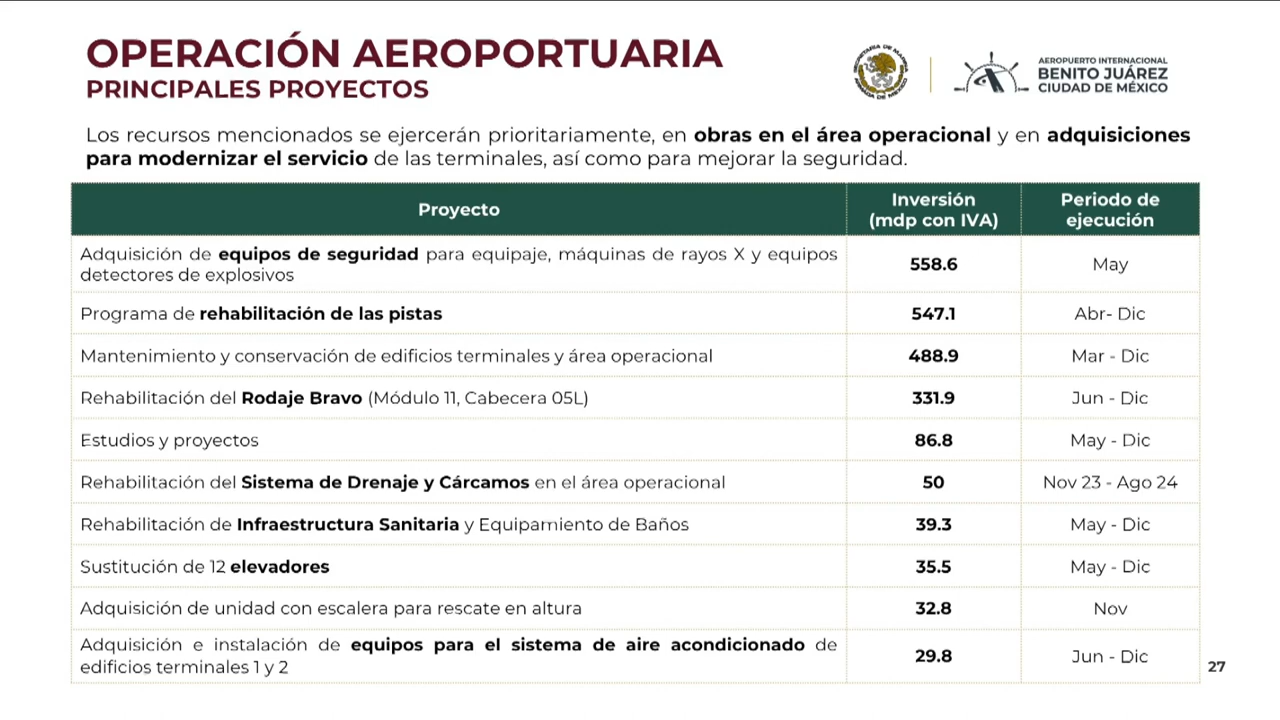 OPERACIÓN AEROPORTUARIA
PRINCIPALES PROYECTOS
AEROPUERTO INTERNACIONAL
BENITO JUÁREZ
CIUDAD DE MÉXICO
Los recursos mencionados se ejercerán prioritariamente, en obras en el área operacional y en adquisiciones
para modernizar el servicio de las terminales, así como para mejorar la seguridad.
Proyecto
Inversión
(mdp con IVA)
Periodo de
ejecución
Adquisición de equipos de seguridad para equipaje, máquinas de rayos X y equipos
detectores de explosivos
558.6
May
Programa de rehabilitación de las pistas
547.1
Abr- Dic
Mantenimiento y conservación de edificios terminales y área operacional
488.9
Mar - Dic
Rehabilitación del Rodaje Bravo (Módulo 11, Cabecera 05L)
331.9
Jun - Dic
Estudios y proyectos
86.8
May - Dic
Rehabilitación del Sistema de Drenaje y Cárcamos en el área operacional
50
Nov 23 - Ago 24
Rehabilitación de Infraestructura Sanitaria y Equipamiento de Baños
39.3
May - Dic
Sustitución de 12 elevadores
35.5
May - Dic
Adquisición de unidad con escalera para rescate en altura
32.8
Nov
Adquisición e instalación de equipos para el sistema de aire acondicionado de
edificios terminales 1 y 2
29.8
Jun - Dic
27